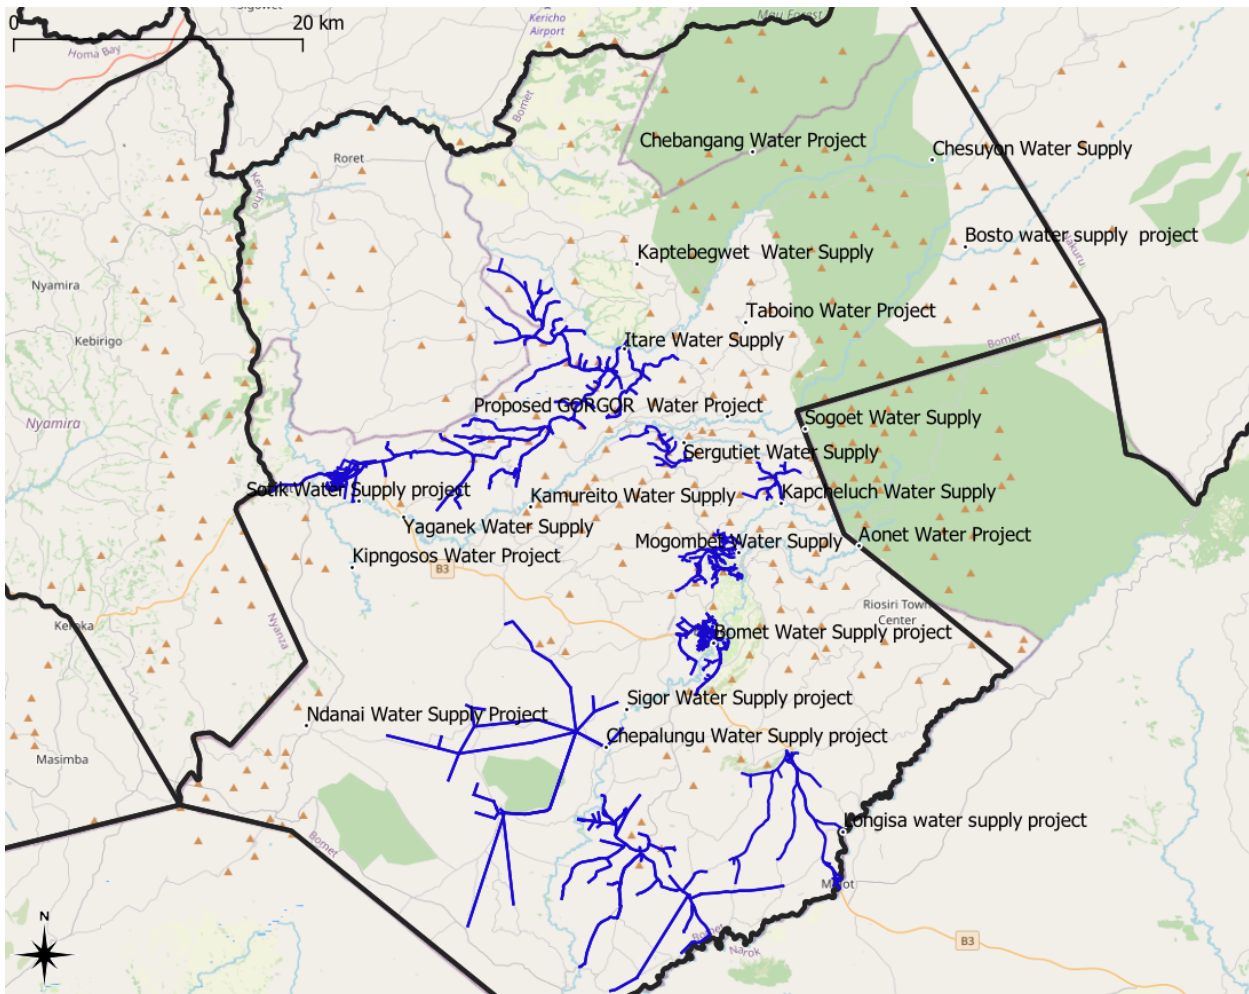 0
20 km
Sigowet
Homa Bay
Kericho
Airport
Mau Forest
Bomet
Chebangang Water Project
Chesuyon Water Supply
Roret
Kericho
Bosto water supply  project
Nakuru
Kaptebegwet  Water Supply
Nyamira
Taboino Water Project
Itare Water Supply
Kebirigo
Bomet
Proposed GORGOR  Water Project
Sogoet Water Supply
Nyamira
Sergutiet Water Supply
Sotik Water Supply project
Kamureito Water Supply
Kapcheluch Water Supply
Yaganek Water Supply
Mogombet Water Supply
Aonet Water Project
Kipngosos Water Project
B3
Riosiri Town
Center
Keroka
Nyanza
Bomet Water Supply project
Sigor Water Supply project
Ndanai Water Supply Project
Chepalungu Water Supply project
Masimba
Longisa water supply project
Bomet
Mulot
N
Bomet
Narok
B3